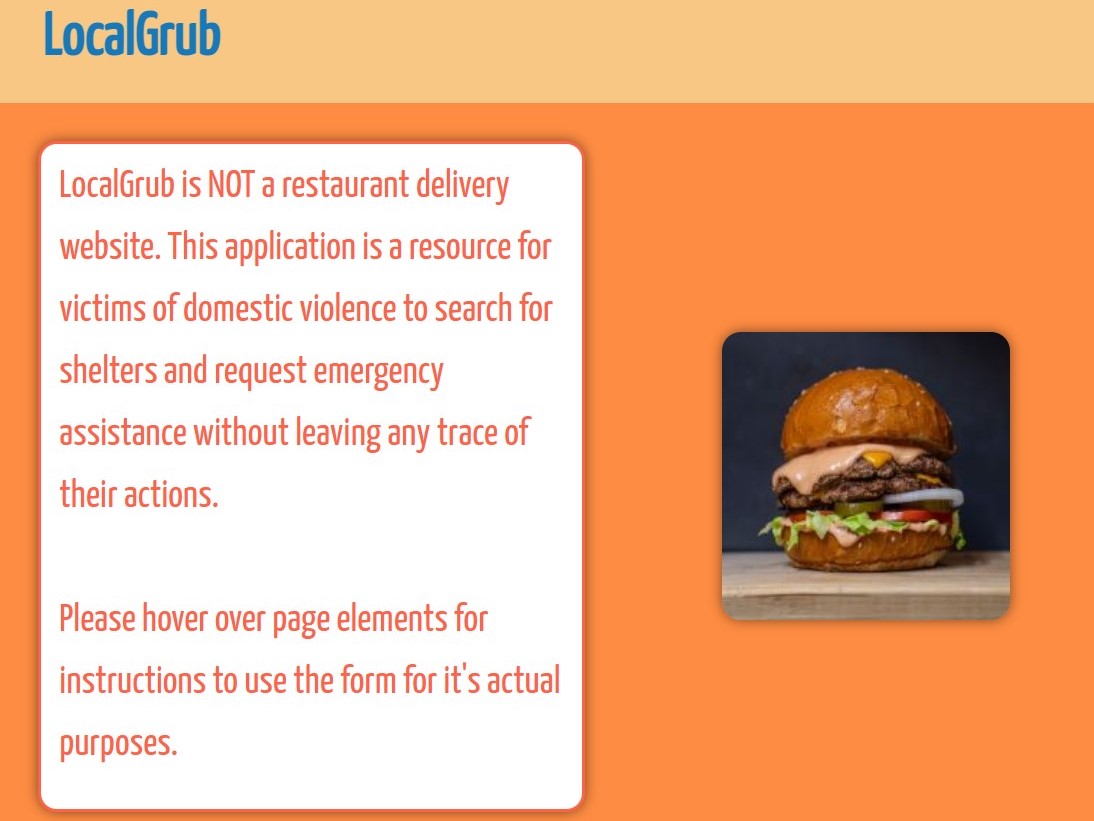 LocalGrub
LocalGrub is NOT a restaurant delivery
website. This application is a resource for
victims of domestic violence to search for
shelters and request emergency
assistance without leaving any trace of
their actions.
Please hover over page elements for
instructions to use the form for it's actual
purposes.